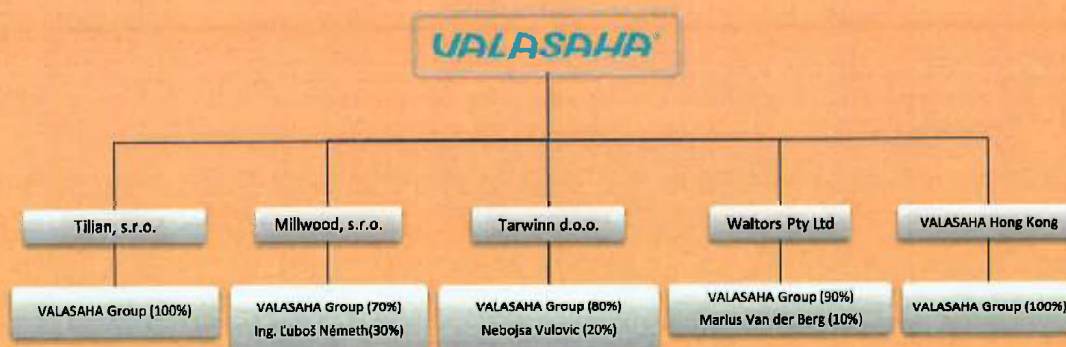 VALASAHA®
Tilian, s.r.o.
Millwood, s.r.o.
Tarwinn d.o.o.
Waltors Pty Ltd
VALASAHA Hong Kong
VALASAHA Group (100%)
VALASAHA Group (70%)
Ing. Ľuboš Németh(30%)
VALASAHA Group (80%)
Nebojsa Vulovic (20%)
VALASAHA Group (90%)
Marius Van der Berg (10%)
VALASAHA Group (100%)